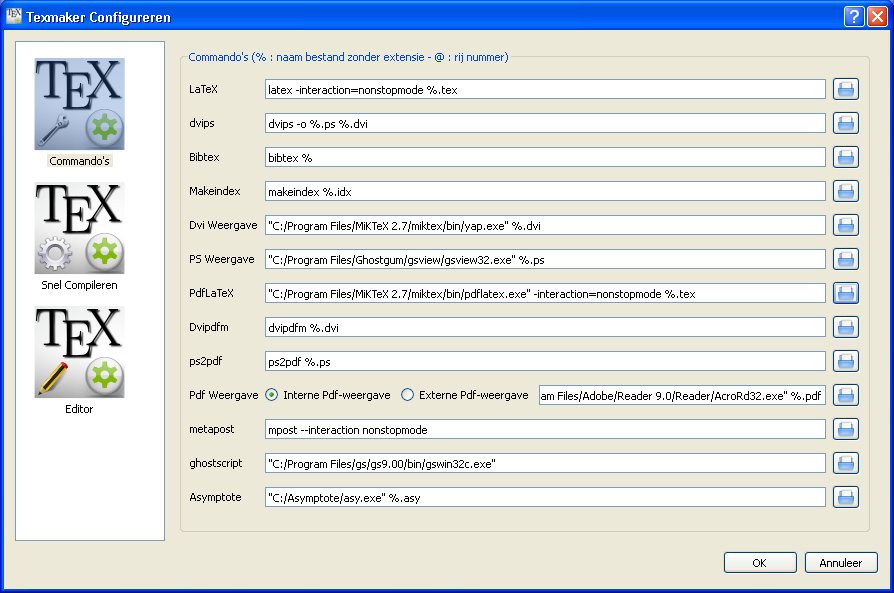 Texmaker Configureren
TEX
Commando's
TEX
Snel Compileren
TEX
Editor
Commando's (% : naam bestand zonder extensie - @ : rij nummer)
LaTeX latex -interaction=nonstopmode %.tex
dvips dvips -o %.ps %.dvi
Bibtex bibtex %
Makeindex makeindex %.idx
Dvi Weergave "C:/Program Files/MiKTeX 2.7/miktex/bin/yap.exe" %.dvi
PS Weergave "C:/Program Files/Ghostgum/gsview/gsview32.exe" %.ps
PdfLaTeX "C:/Program Files/MiKTeX 2.7/miktex/bin/pdflatex.exe" -interaction=nonstopmode %.tex
Dvipdfm dvipdfm %.dvi
ps2pdf ps2pdf %.ps
Pdf Weergave Interne Pdf-weergave Externe Pdf-weergave am Files/Adobe/Reader 9.0/Reader/AcroRd32.exe" %.pdf
metapost mpost --interaction nonstopmode
ghostscript "C:/Program Files/gs/gs9.00/bin/gswin32c.exe"
Asymptote "C:/Asymptote/asy.exe" %.asy
OK Annuleer